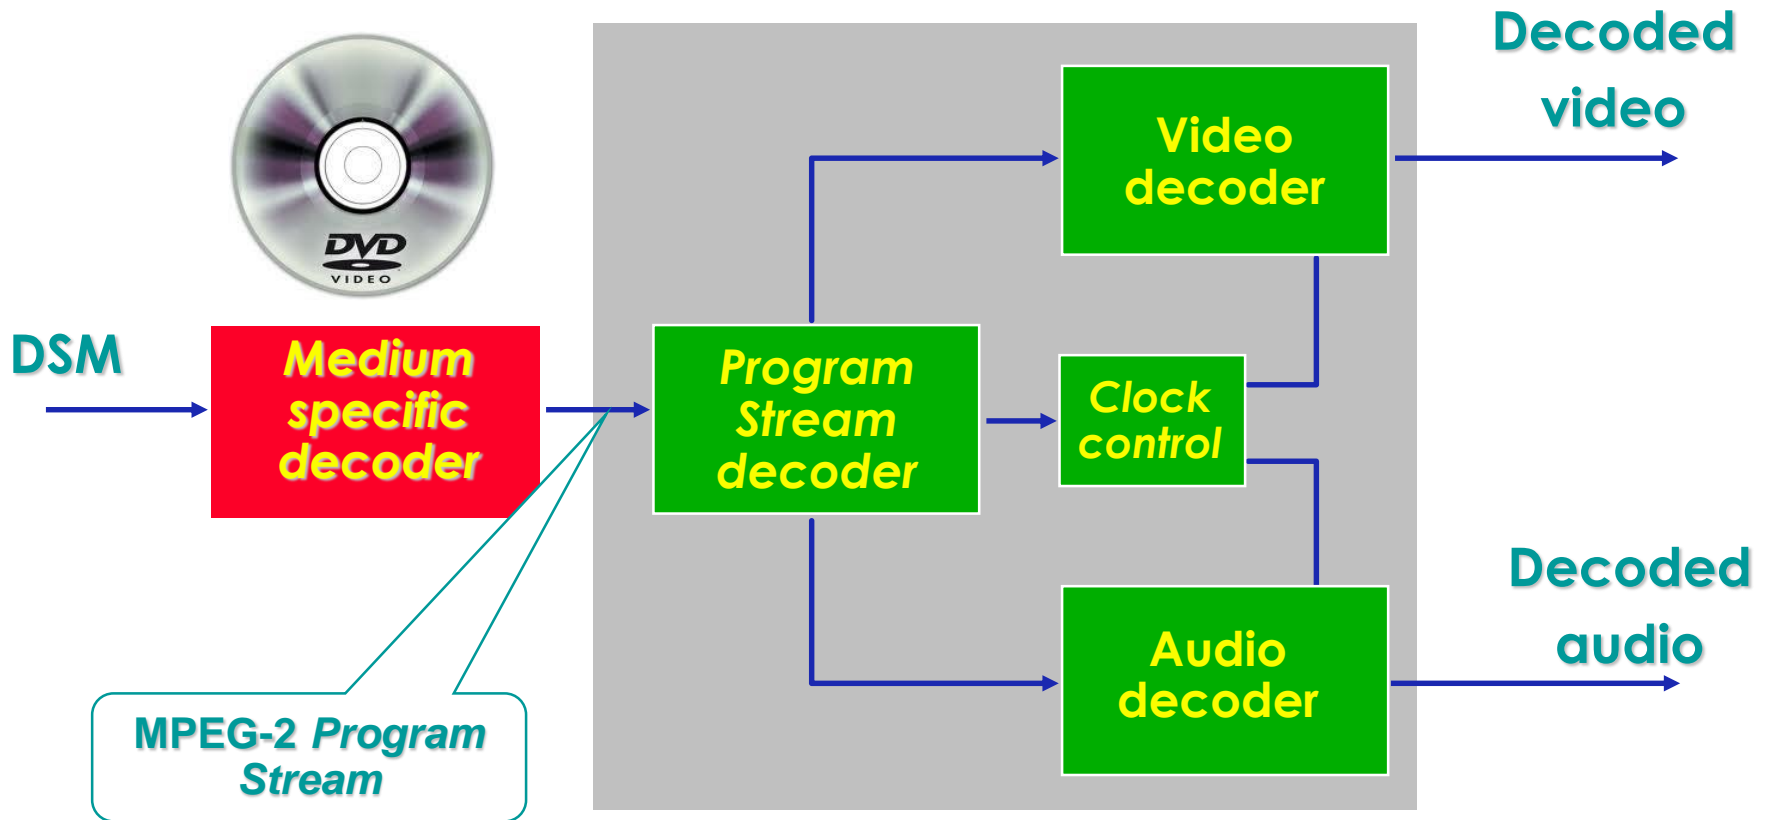 DVD
VIDEO
DSM
Medium
specific
decoder
MPEG-2 Program
Stream
Program
Stream
decoder
Clock
control
Video
decoder
Audio
decoder
Decoded
video
Decoded
audio